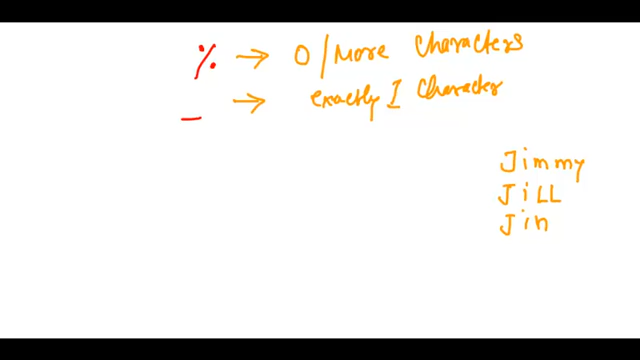 % → 0/More Characters
_ → exactly 1 Character
Jimmy
Jill
Jin